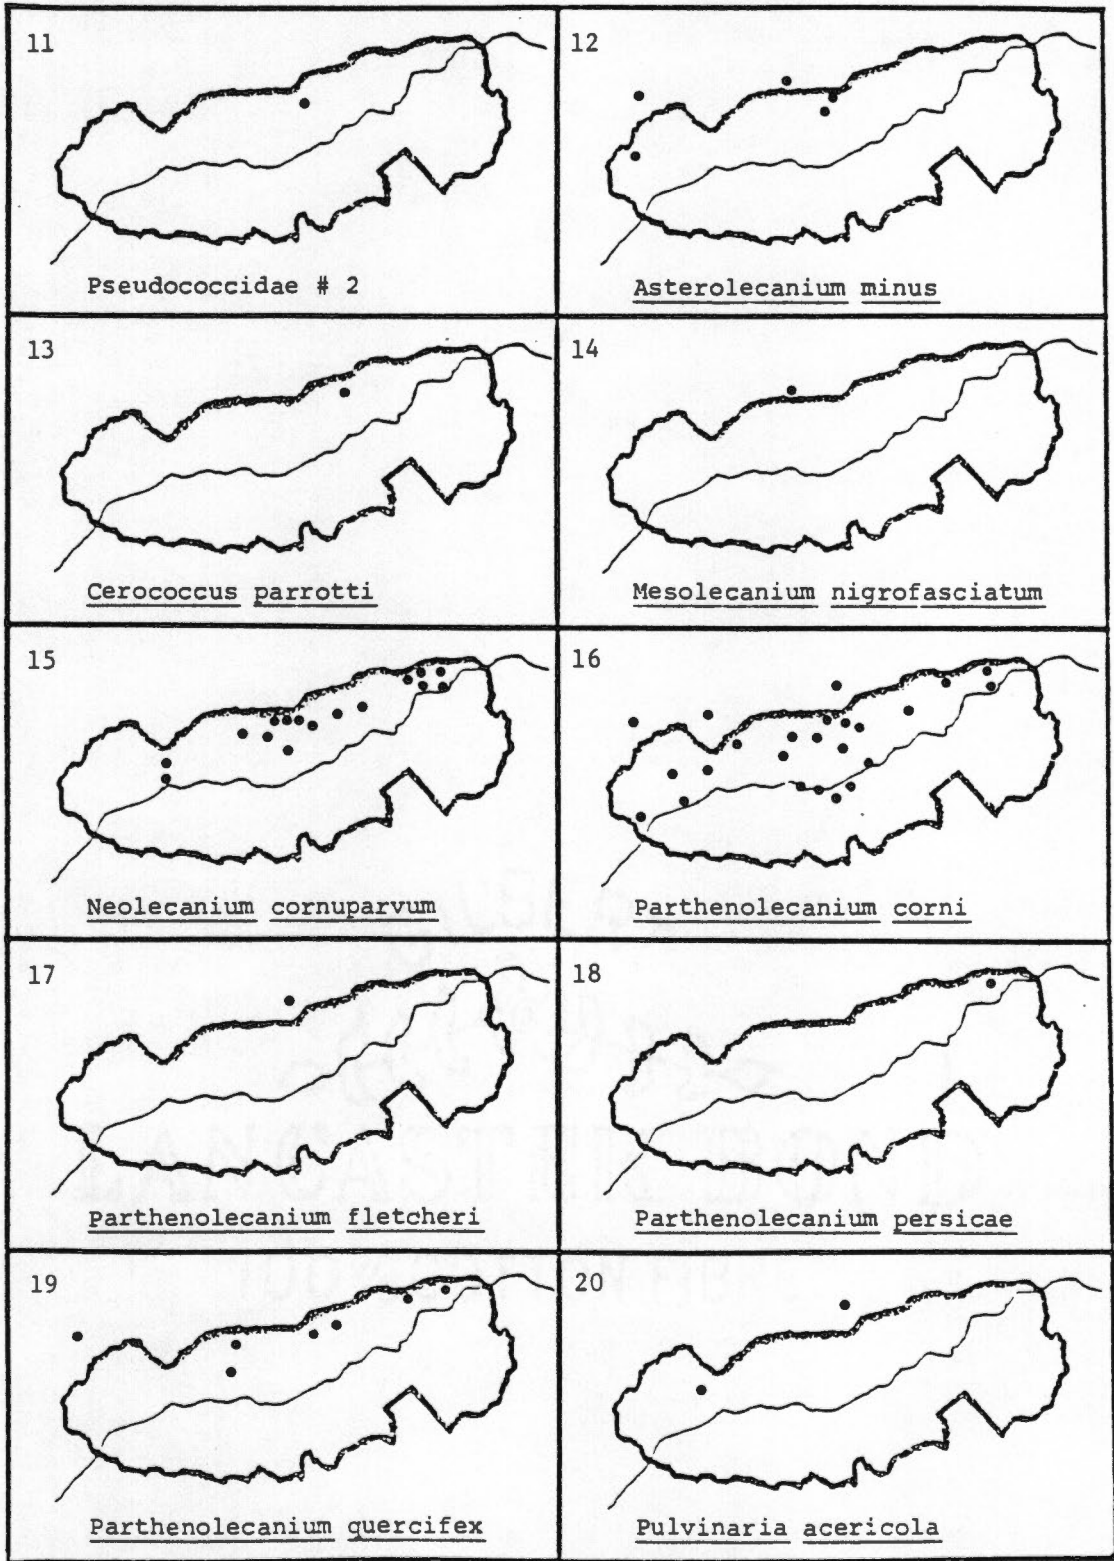 11
Pseudococcidae # 2
12
Asterolecanium minus
13
Cerococcus parrotti
14
Mesolecanium nigrofasciatum
15
Neolecanium cornuparvum
16
Parthenolecanium corni
17
Parthenolecanium fletcheri
18
Parthenolecanium persicae
19
Parthenolecanium quercifex
20
Pulvinaria acericola